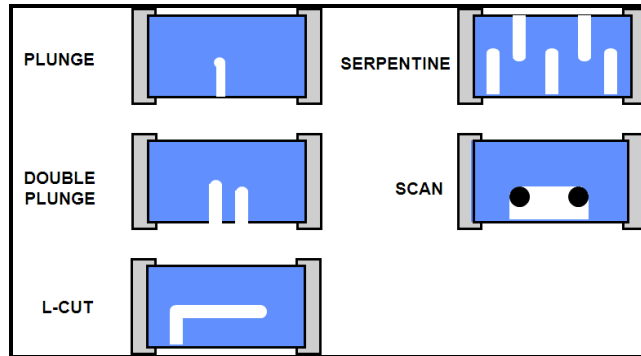 PLUNGE
SERPENTINE
DOUBLE
PLUNGE
SCAN
L-CUT